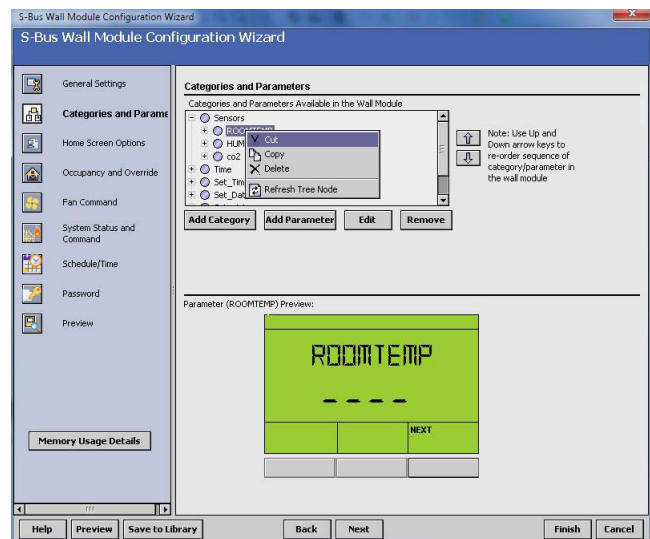 S-Bus Wall Module Configuration Wizard
S-Bus Wall Module Configuration Wizard
General Settings
Categories and Parame
Home Screen Options
Occupancy and Override
Fan Command
System Status and
Command
Schedule/Time
Password
Preview
Memory Usage Details
Categories and Parameters
Categories and Parameters Available in the Wall Module
Sensors
ROOMTEMP
HUM
co2
Time
Set_Tim
Set_Dat
Cut
Copy
Delete
Refresh Tree Node
Note: Use Up and
Down arrow keys to
re-order sequence of
category/parameter in
the wall module
Add Category Add Parameter Edit Remove
Parameter (ROOMTEMP) Preview:
ROOMTEMP
----
NEXT
Help Preview Save to Library Back Next Finish Cancel